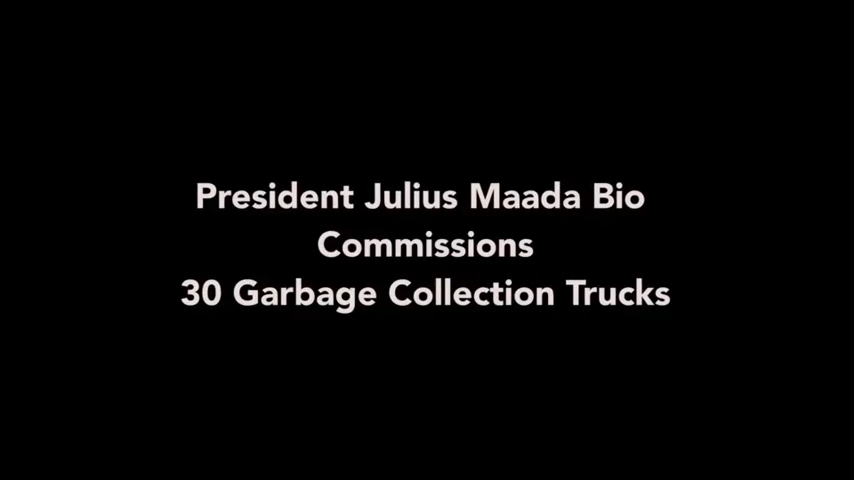 President Julius Maada Bio
Commissions
30 Garbage Collection Trucks